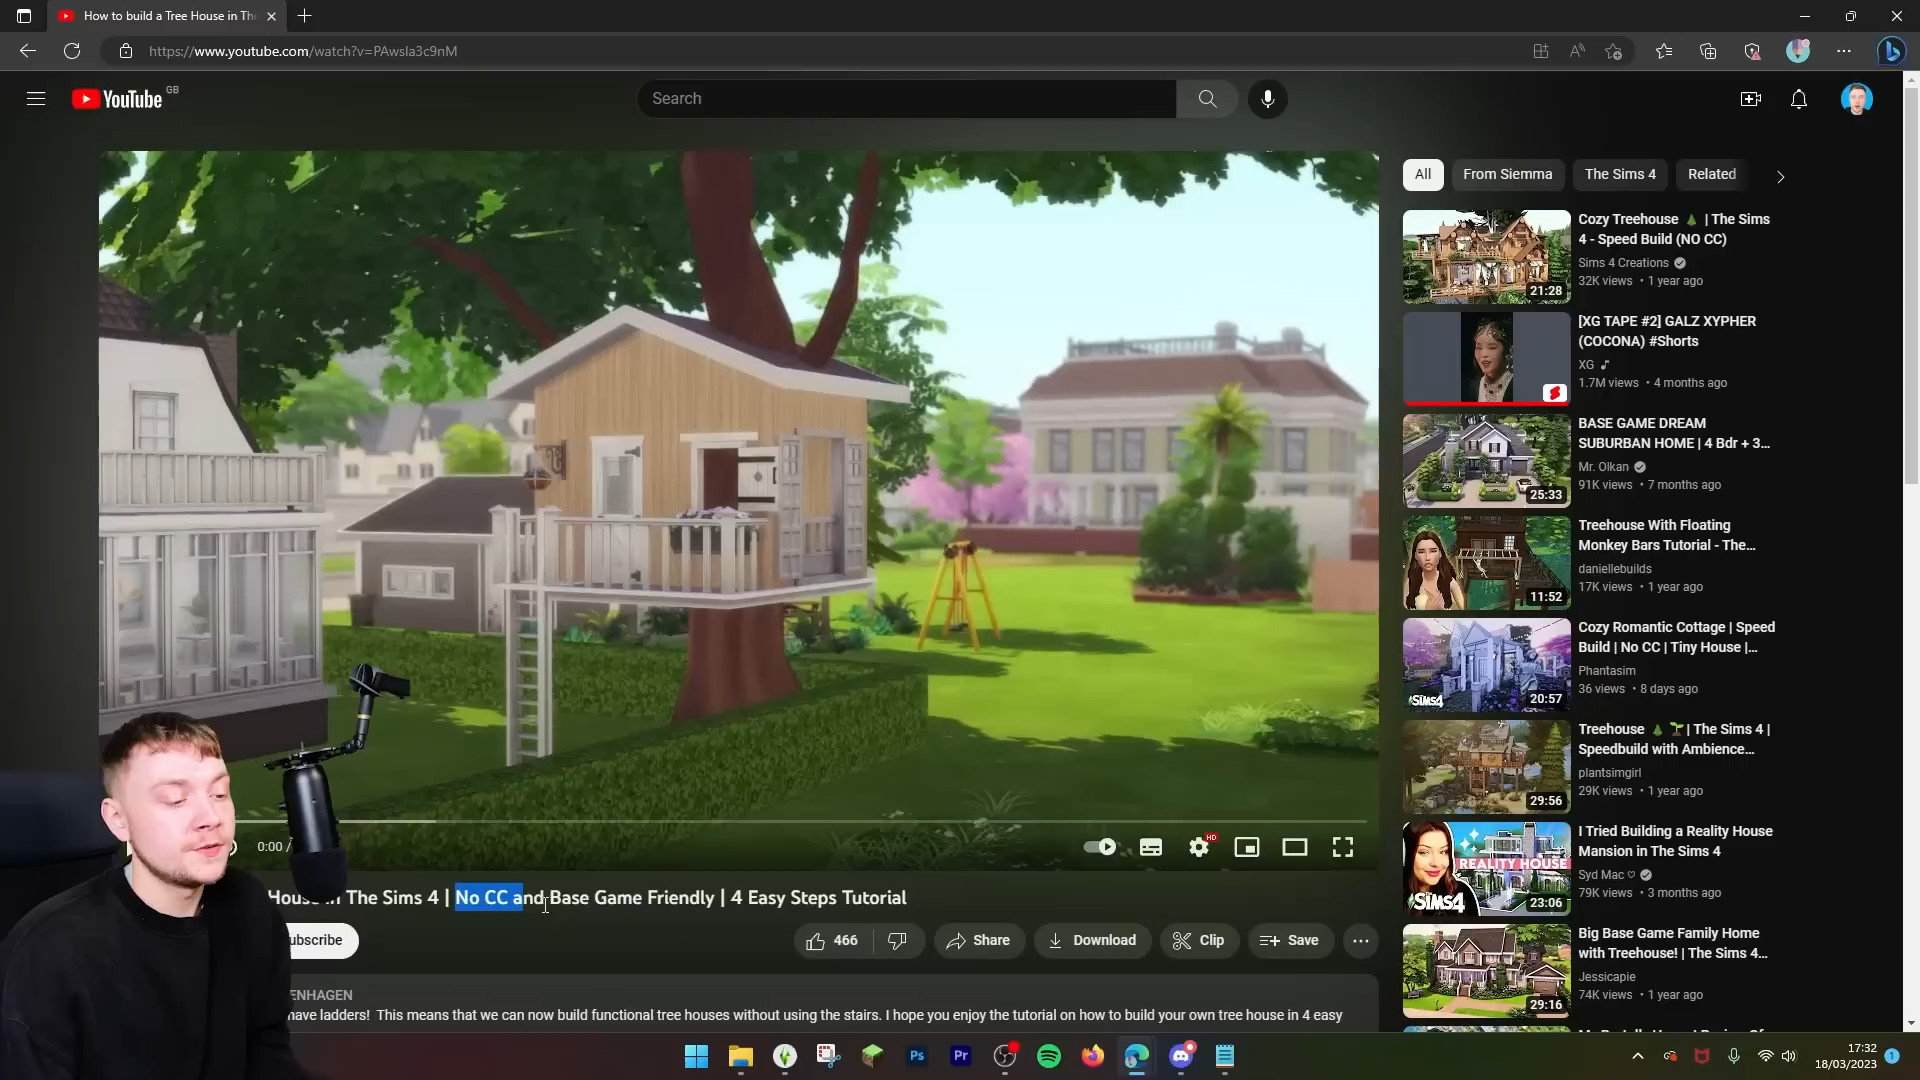 How to build a Tree House in Th
https://www.youtube.com/watch?v=PAwsla3c9nM
YouTube GB
Search
All
From Siemma
The Sims 4
Related
Cozy Treehouse 🌲 | The Sims
4 - Speed Build (NO CC)
Sims 4 Creations
32K views • 1 year ago
21:28
[XG TAPE #2] GALZ XYPHER
(COCONA) #Shorts
XG
1.7M views • 4 months ago
BASE GAME DREAM
SUBURBAN HOME | 4 Bdr + 3...
Mr. Olkan
91K views • 7 months ago
25:33
Treehouse With Floating
Monkey Bars Tutorial - The...
daniellebuilds
17K views • 1 year ago
11:52
Cozy Romantic Cottage | Speed
Build | No CC | Tiny House |...
Phantasim
36 views • 8 days ago
SIMS4
20:57
Treehouse 🌲🌱| The Sims 4 |
Speedbuild with Ambience...
plantsimgirl
29K views • 1 year ago
29:56
I Tried Building a Reality House
Mansion in The Sims 4
Syd Mac ♡
79K views • 3 months ago
REALITY HOUSE
SIMS4
23:06
Big Base Game Family Home
with Treehouse! | The Sims 4...
Jessicapie
74K views • 1 year ago
29:16
0:00 /
HD
House in The Sims 4 | No CC and Base Game Friendly | 4 Easy Steps Tutorial
ubscribe
466
Share
Download
Clip
Save
ENHAGEN
have ladders! This means that we can now build functional tree houses without using the stairs. I hope you enjoy the tutorial on how to build your own tree house in 4 easy
Ps
Pr
17:32
18/03/2023
1